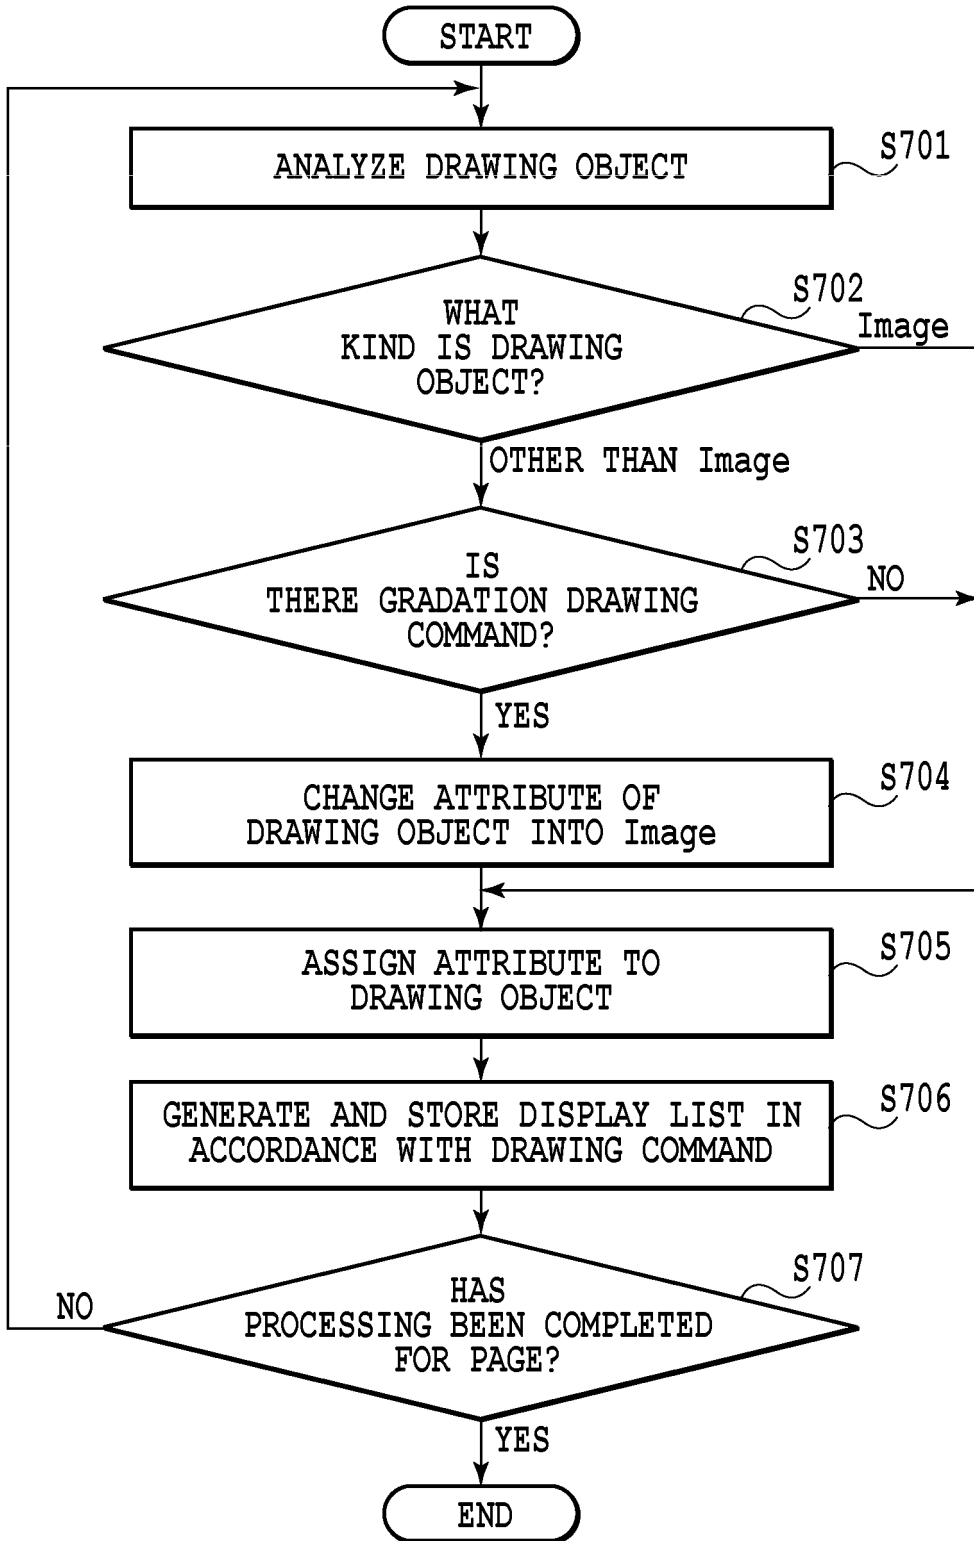 START
ANALYZE DRAWING OBJECT
S701
WHAT
KIND IS DRAWING
OBJECT?
S702
Image
OTHER THAN Image
IS
THERE GRADATION DRAWING
COMMAND?
S703
NO
YES
CHANGE ATTRIBUTE OF
DRAWING OBJECT INTO Image
S704
ASSIGN ATTRIBUTE TO
DRAWING OBJECT
S705
GENERATE AND STORE DISPLAY LIST IN
ACCORDANCE WITH DRAWING COMMAND
S706
HAS
PROCESSING BEEN COMPLETED
FOR PAGE?
S707
NO
YES
END